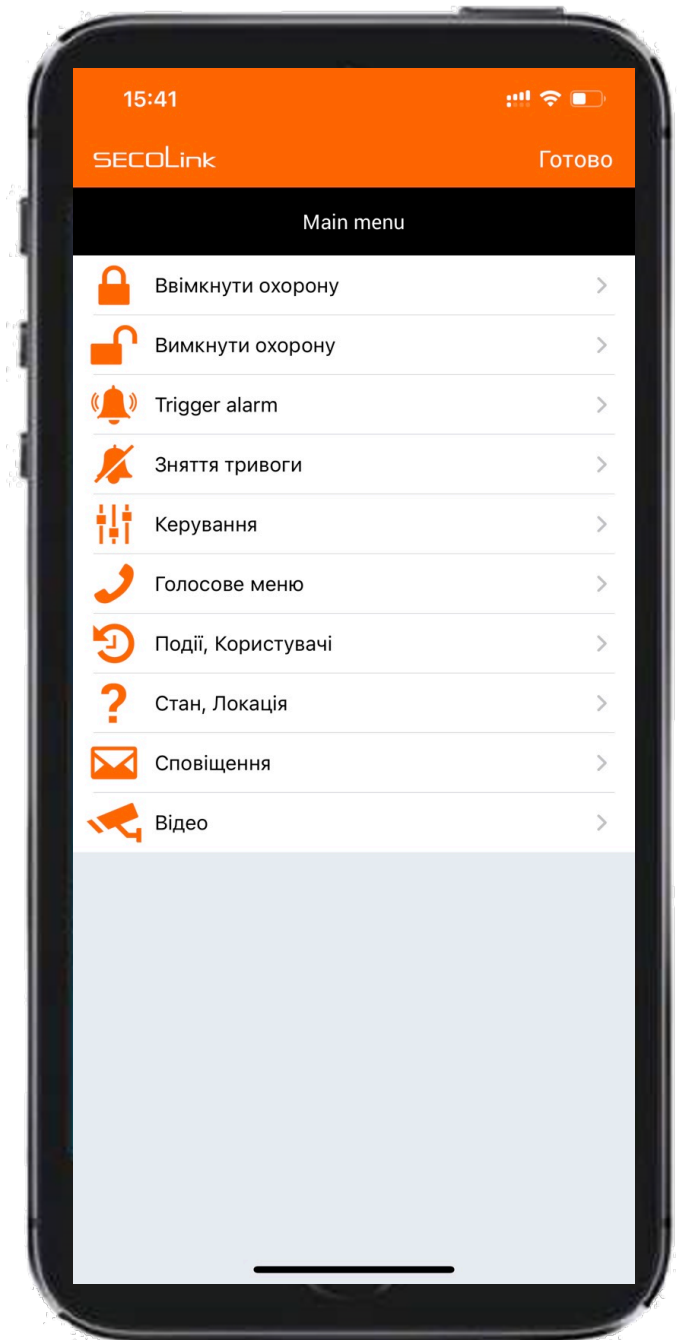 15:41
SECOLink
Готово
Main menu
Ввімкнути охорону
Вимкнути охорону
Trigger alarm
Зняття тривоги
Керування
Голосове меню
Події, Користувачі
Стан, Локація
Сповіщення
Відео